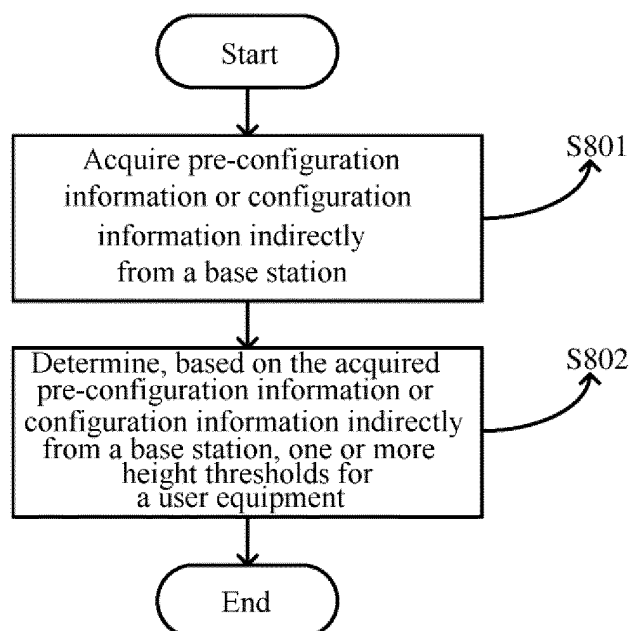 Start
Acquire pre-configuration
information or configuration
information indirectly
from a base station
S801
Determine, based on the acquired
pre-configuration information or
configuration information indirectly
from a base station, one or more
height thresholds for
a user equipment
S802
End